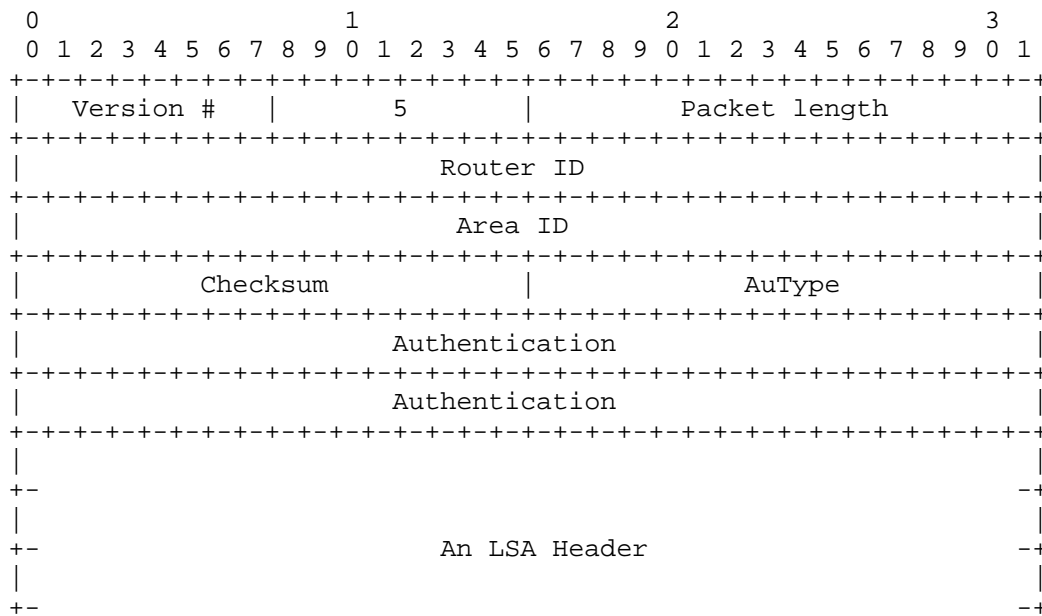 0                   1                   2                   3
 0 1 2 3 4 5 6 7 8 9 0 1 2 3 4 5 6 7 8 9 0 1 2 3 4 5 6 7 8 9 0 1
+-+-+-+-+-+-+-+-+-+-+-+-+-+-+-+-+-+-+-+-+-+-+-+-+-+-+-+-+-+-+-+-+
|   Version #   |       5       |         Packet length         |
+-+-+-+-+-+-+-+-+-+-+-+-+-+-+-+-+-+-+-+-+-+-+-+-+-+-+-+-+-+-+-+-+
|                          Router ID                            |
+-+-+-+-+-+-+-+-+-+-+-+-+-+-+-+-+-+-+-+-+-+-+-+-+-+-+-+-+-+-+-+-+
|                           Area ID                             |
+-+-+-+-+-+-+-+-+-+-+-+-+-+-+-+-+-+-+-+-+-+-+-+-+-+-+-+-+-+-+-+-+
|           Checksum            |             AuType            |
+-+-+-+-+-+-+-+-+-+-+-+-+-+-+-+-+-+-+-+-+-+-+-+-+-+-+-+-+-+-+-+-+
|                       Authentication                          |
+-+-+-+-+-+-+-+-+-+-+-+-+-+-+-+-+-+-+-+-+-+-+-+-+-+-+-+-+-+-+-+-+
|                       Authentication                          |
+-+-+-+-+-+-+-+-+-+-+-+-+-+-+-+-+-+-+-+-+-+-+-+-+-+-+-+-+-+-+-+-+
|                                                               |
+-                                                             -+
|                                                               |
+-                         An LSA Header                       -+
|                                                               |
+-                                                             -+